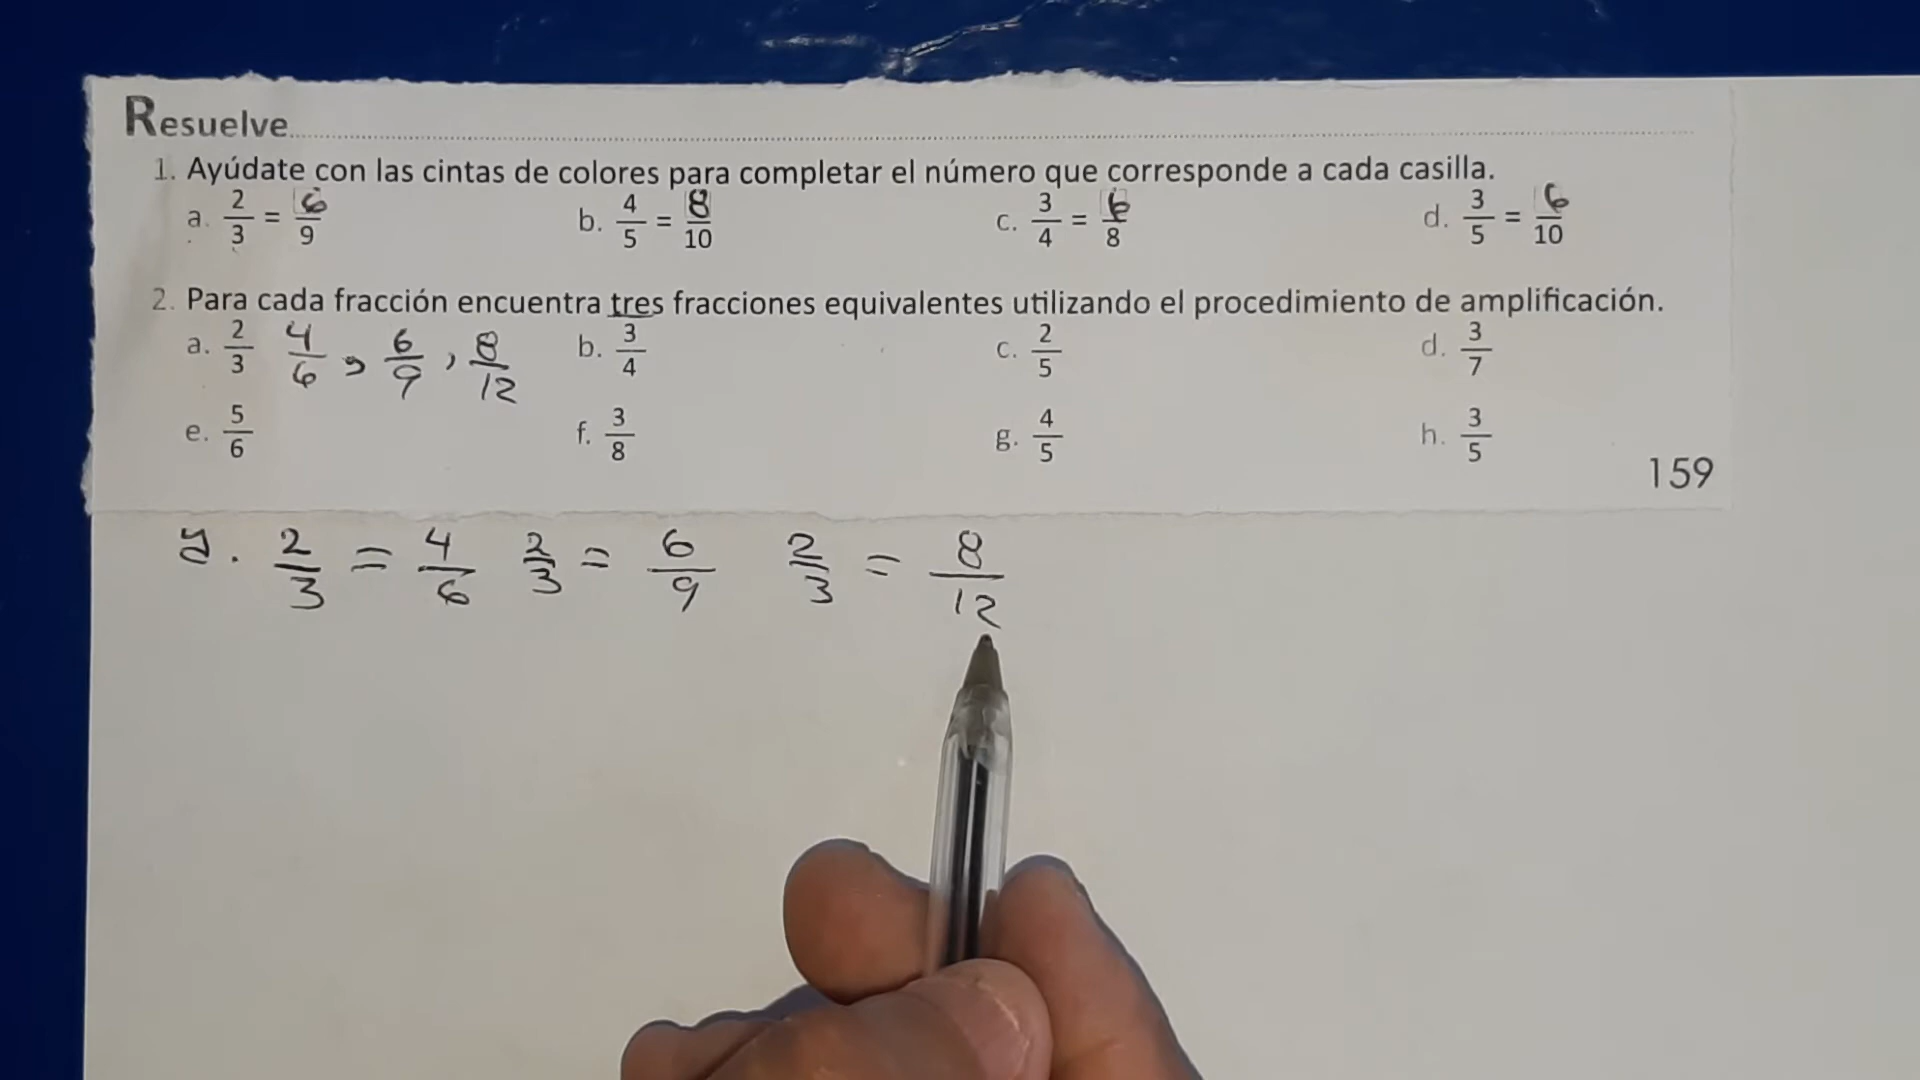 Resuelve
1. Ayúdate con las cintas de colores para completar el número que corresponde a cada casilla.
a. 2/3 = 6/9 b. 4/5 = 8/10 c. 3/4 = 6/8 d. 3/5 = 6/10
2. Para cada fracción encuentra tres fracciones equivalentes utilizando el procedimiento de amplificación.
a. 2/3 4/6, 6/9, 8/12 b. 3/4 c. 2/5 d. 3/7
e. 5/6 f. 3/8 g. 4/5 h. 3/5
159
a. 2/3 = 4/6 2/3 = 6/9 2/3 = 8/12